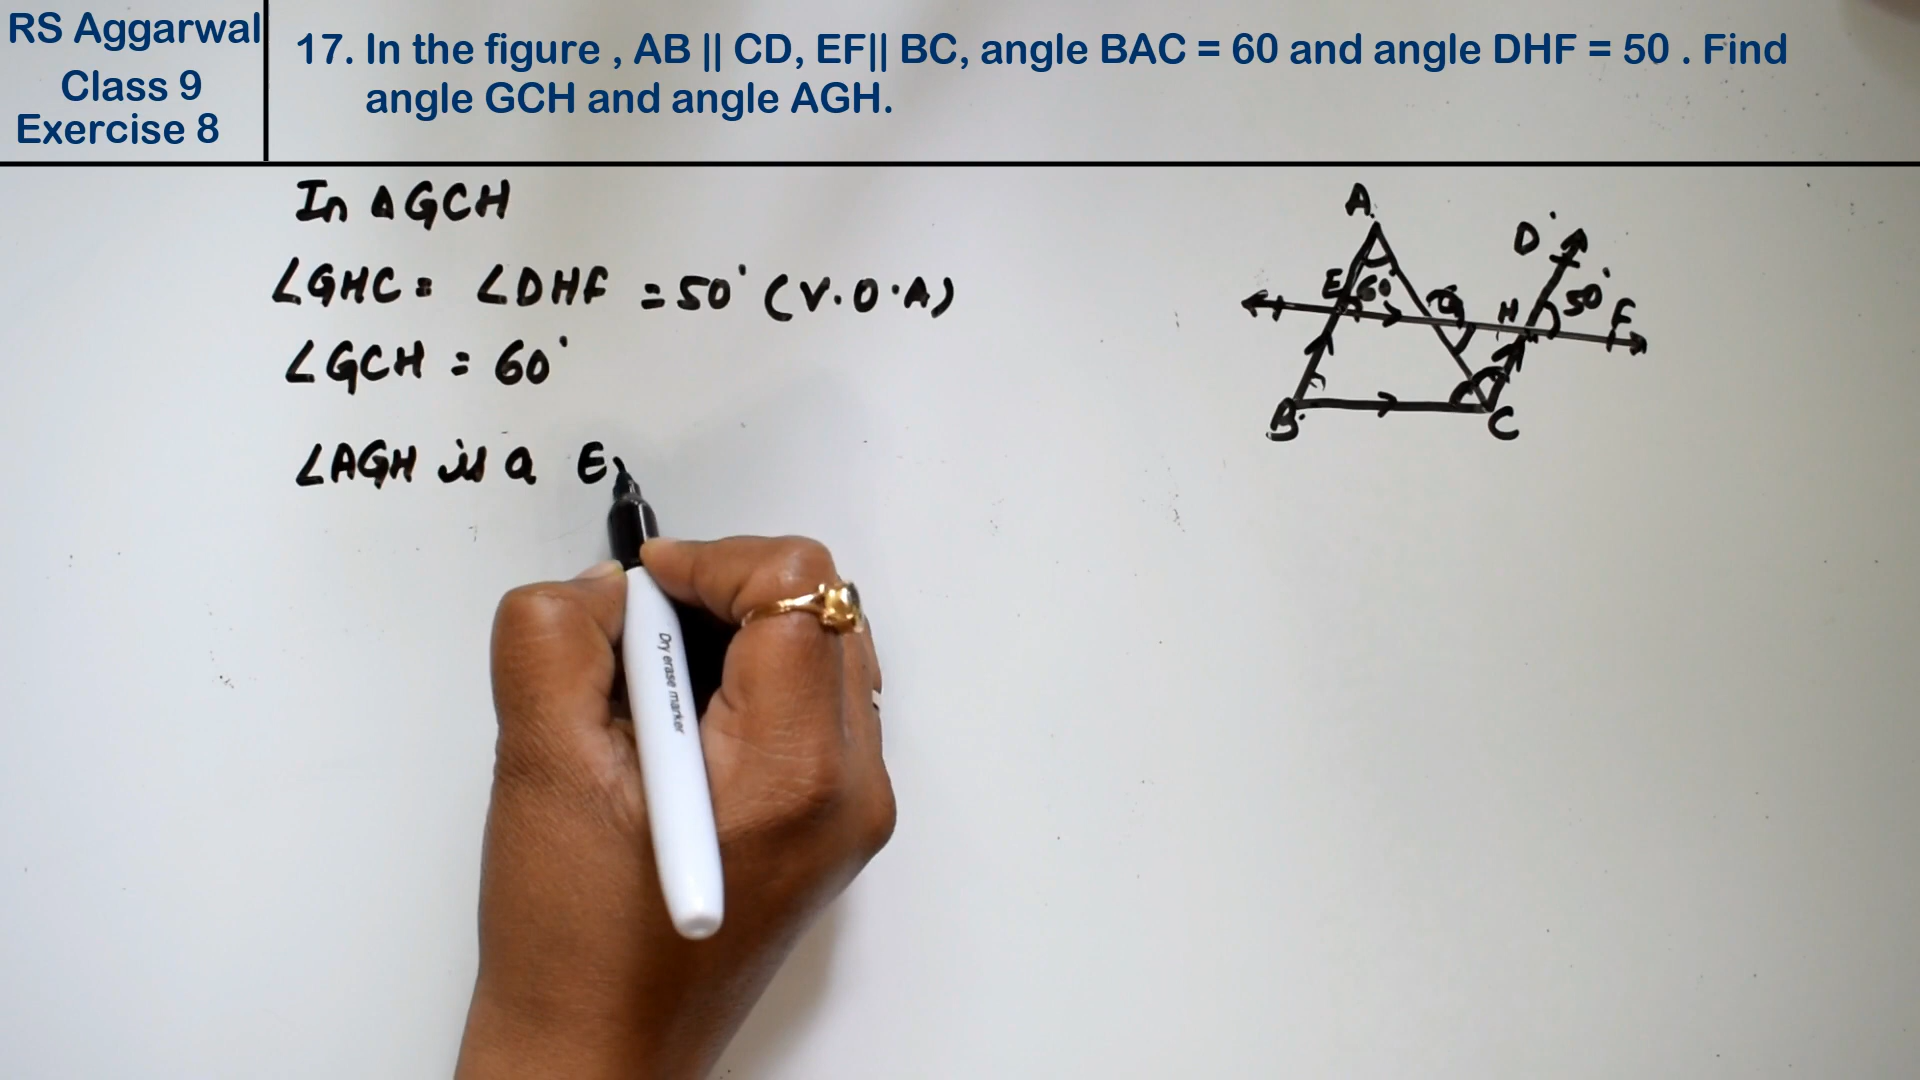 RS Aggarwal
Class 9
Exercise 8
17. In the figure , AB || CD, EF|| BC, angle BAC = 60 and angle DHF = 50 . Find
angle GCH and angle AGH.
In ΔGCH
∠GHC = ∠DHF = 50° (V.O.A)
∠GCH = 60°
∠AGH is a Ex
A
D
E
60°
G
H
50°
F
B
C
Dry erase marker